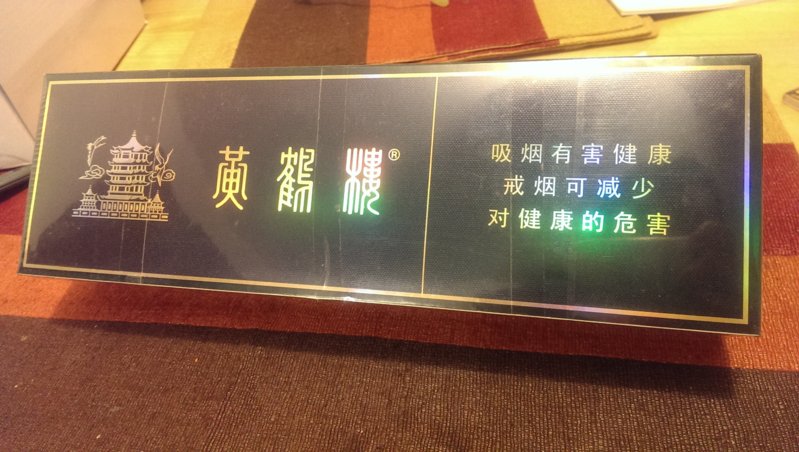 黄鹤楼®
吸烟有害健康
戒烟可减少
对健康的危害